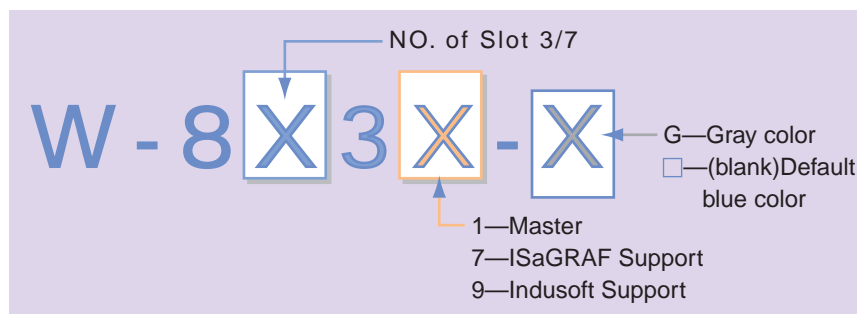 NO. of Slot 3/7
W - 8 X 3 X - X
G—Gray color
□—(blank)Default
blue color
1—Master
7—ISaGRAF Support
9—Indusoft Support